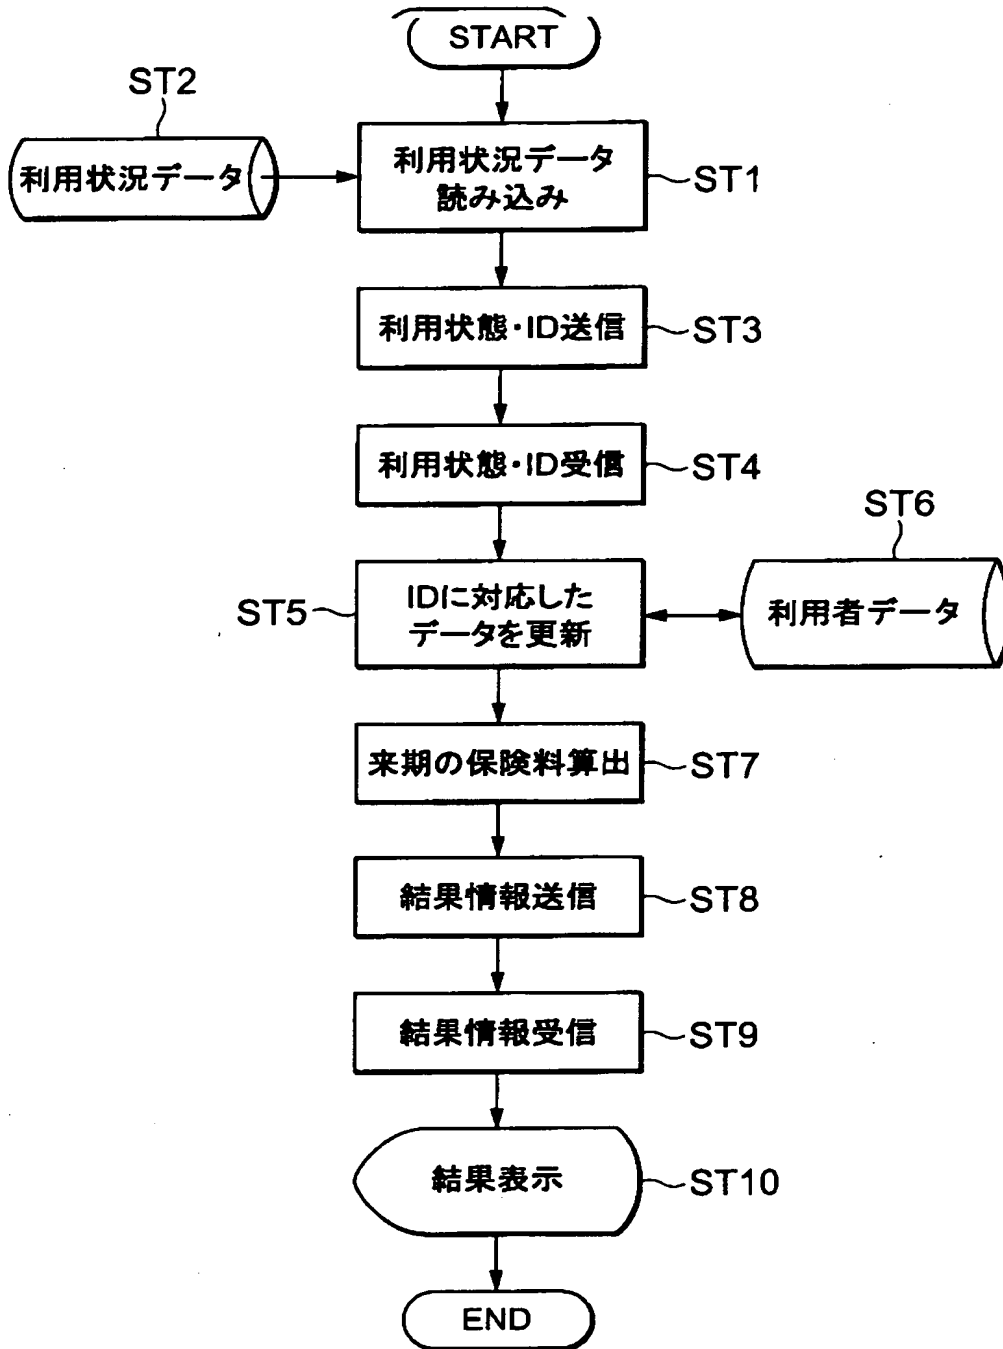 START
ST2
利用状況データ
利用状況データ
読み込み
ST1
利用状態・ID送信
ST3
利用状態・ID受信
ST4
ST6
ST5
IDに対応した
データを更新
利用者データ
来期の保険料算出
ST7
結果情報送信
ST8
結果情報受信
ST9
結果表示
ST10
END